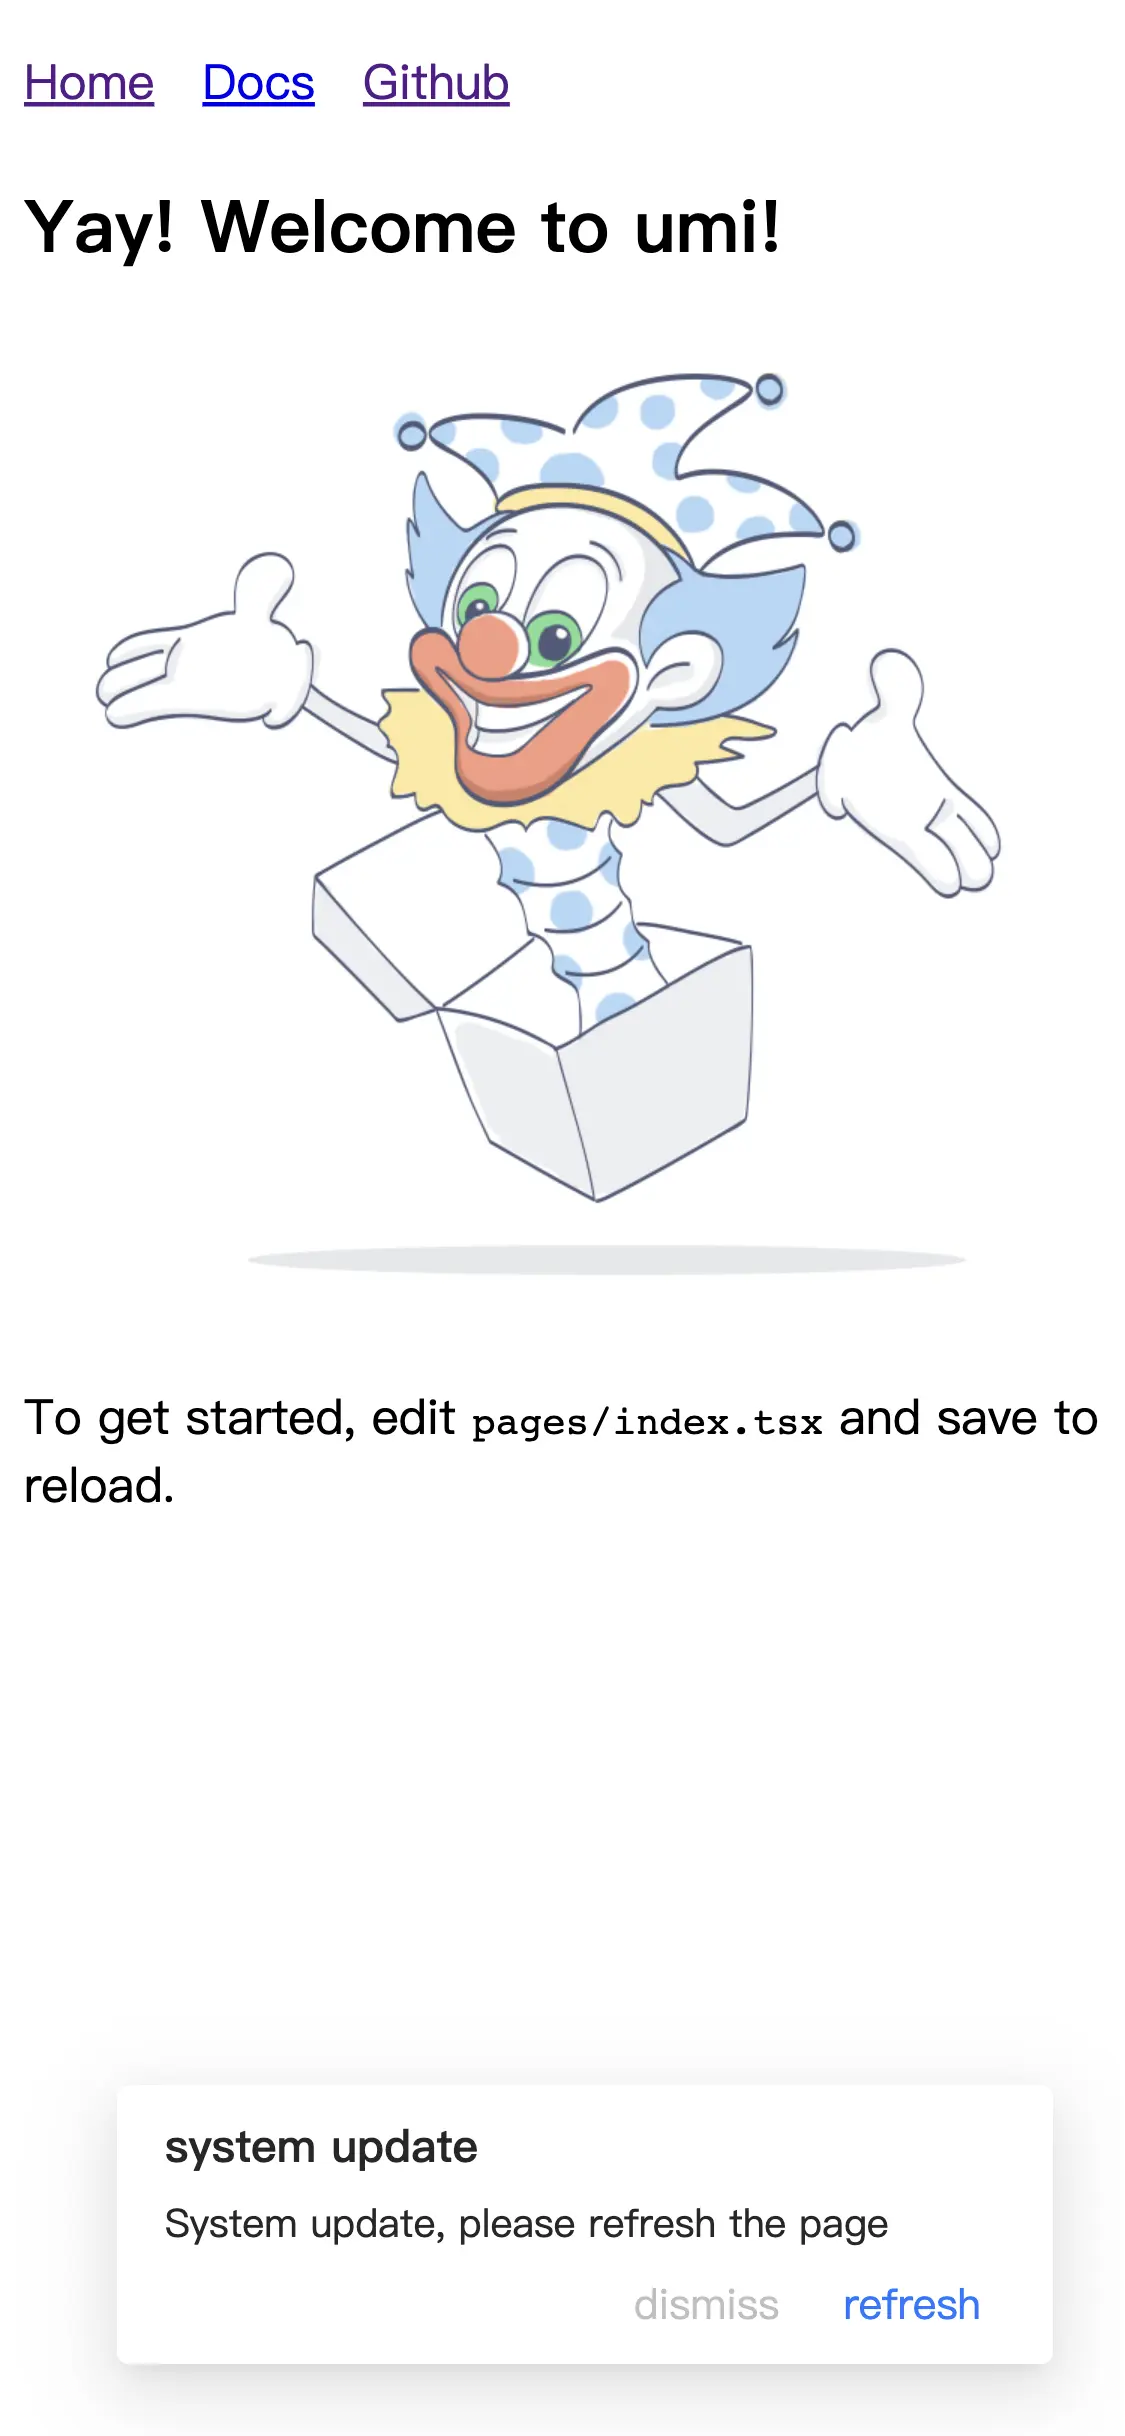 Home Docs Github
Yay! Welcome to umi!
To get started, edit pages/index.tsx and save to
reload.
system update
System update, please refresh the page
dismiss refresh